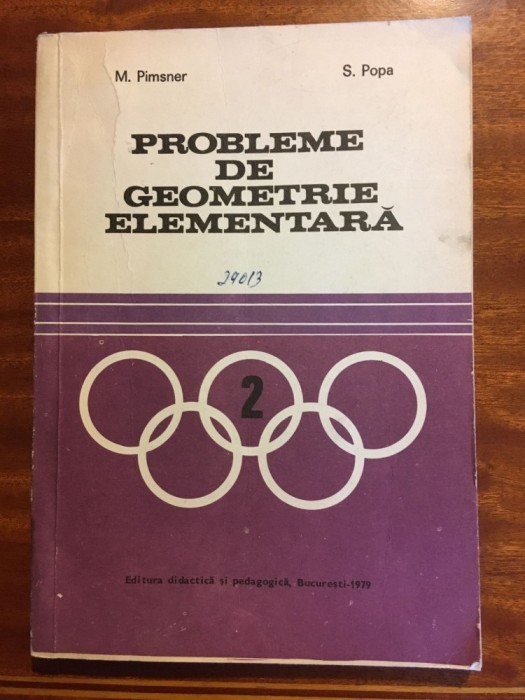 M. Pimsner
S. Popa
PROBLEME
DE
GEOMETRIE
ELEMENTARĂ
29013
2
Editura didactică și pedagogică, București-1979